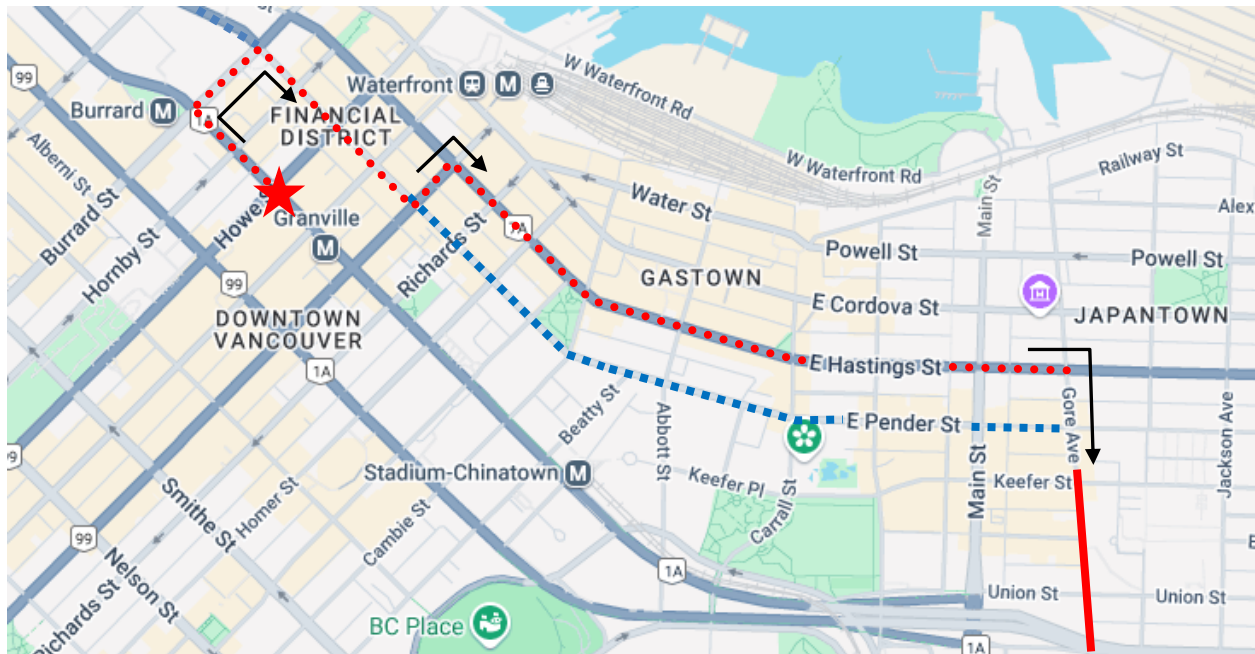 99
Waterfront
M
W Waterfront Rd
Burrard
M
1A
FINANCIAL
DISTRICT
Alberni St
Railway St
W Waterfront Rd
Main St
Water St
Burrard St
Howe S
Granville
M
Richards St
7A
Powell St
Powell St
Alex
Hornby St
99
GASTOWN
E Cordova St
JAPANTOWN
DOWNTOWN
VANCOUVER
1A
E Hastings St
Beatty St
Abbott St
E Pender St
Gore Ave
Jackson Ave
99
Stadium-Chinatown
M
Keefer Pl
Keefer St
Main St
Smithe St
Homer St
Cambie St
Carrall St
99
Nelson St
1A
Union St
Union St
E
Richards St
BC Place
1A